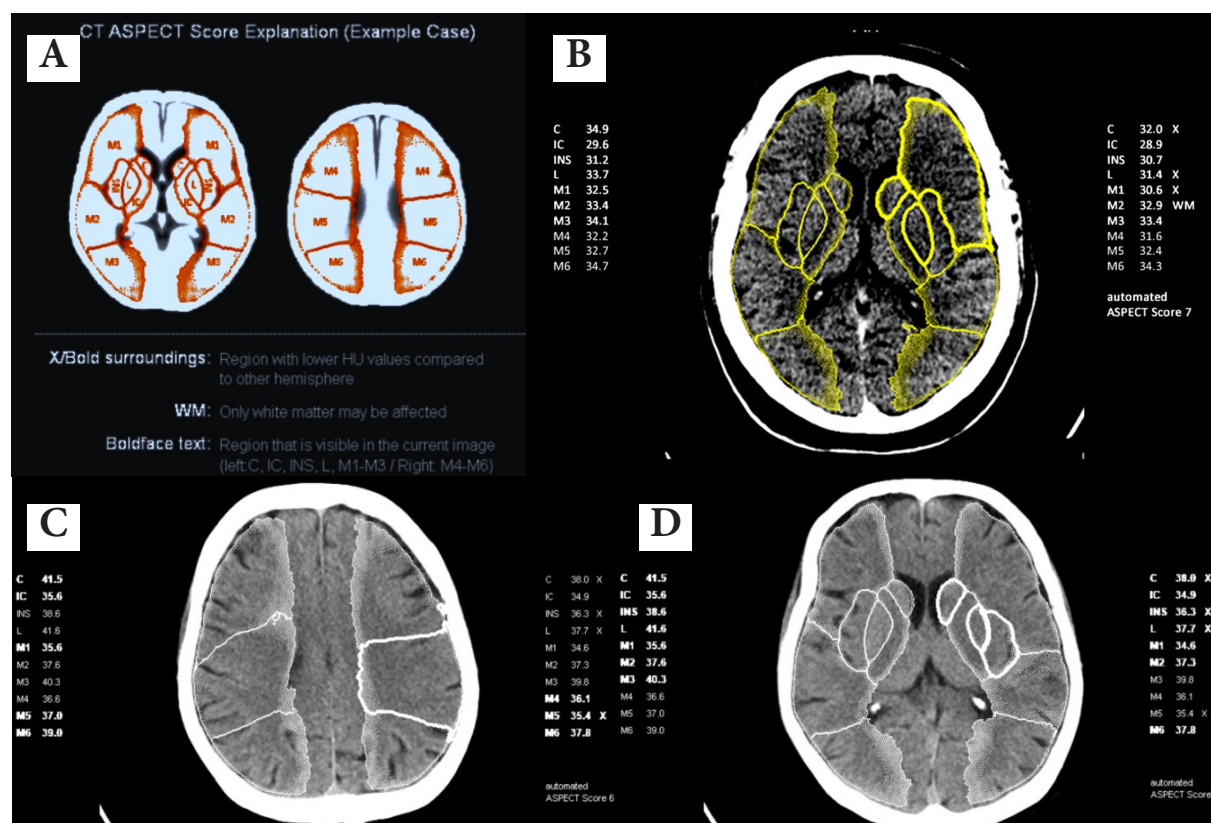 CT ASPECT Score Explanation (Example Case)
A
M1
M1
C
C
INS
L
L
INS
IC
IC
M2
M2
M3
M3
M4
M4
M5
M5
M6
M6
X/Bold surroundings: Region with lower HU values compared
to other hemisphere
WM: Only white matter may be affected
Boldface text: Region that is visible in the current image
(left:C, IC, INS, L, M1-M3 / Right: M4-M6)
B
C 34.9
IC 29.6
INS 31.2
L 33.7
M1 32.5
M2 33.4
M3 34.1
M4 32.2
M5 32.7
M6 34.7
C 32.0 X
IC 28.9
INS 30.7
L 31.4 X
M1 30.6 X
M2 32.9 WM
M3 33.4
M4 31.6
M5 32.4
M6 34.3
automated
ASPECT Score 7
C
C 41.5
IC 35.6
INS 38.6
L 41.6
M1 35.6
M2 37.6
M3 40.3
M4 36.6
M5 37.0
M6 39.0
C 38.0 X
IC 34.9
INS 36.3 X
L 37.7 X
M1 34.6
M2 37.3
M3 39.8
M4 36.1
M5 35.4 X
M6 37.8
automated
ASPECT Score 6
D
C 41.5
IC 35.6
INS 38.6
L 41.6
M1 35.6
M2 37.6
M3 40.3
M4 36.6
M5 37.0
M6 39.0
C 38.0 X
IC 34.9
INS 36.3 X
L 37.7 X
M1 34.6
M2 37.3
M3 39.8
M4 36.1
M5 35.4 X
M6 37.8
automated
ASPECT Score